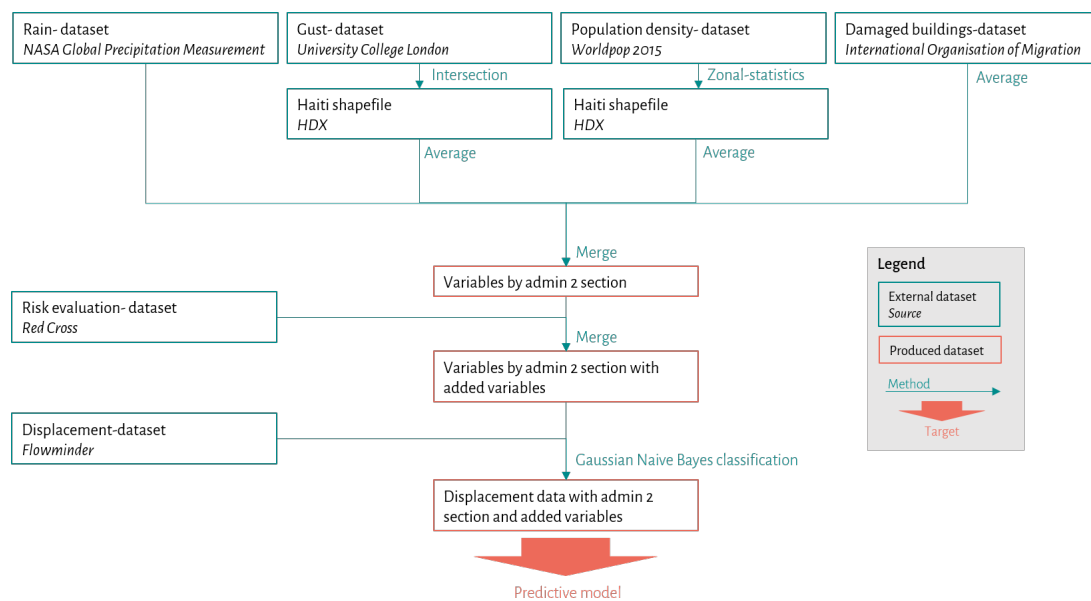 Rain- dataset
NASA Global Precipitation Measurement
Gust- dataset
University College London
Population density- dataset
Worldpop 2015
Damaged buildings-dataset
International Organisation of Migration
Intersection
Zonal-statistics
Average
Haiti shapefile
HDX
Haiti shapefile
HDX
Average
Average
Merge
Variables by admin 2 section
Risk evaluation- dataset
Red Cross
Merge
Variables by admin 2 section with
added variables
Displacement-dataset
Flowminder
Gaussian Naive Bayes classification
Displacement data with admin 2
section and added variables
Predictive model
Legend
External dataset
Source
Produced dataset
Method
Target